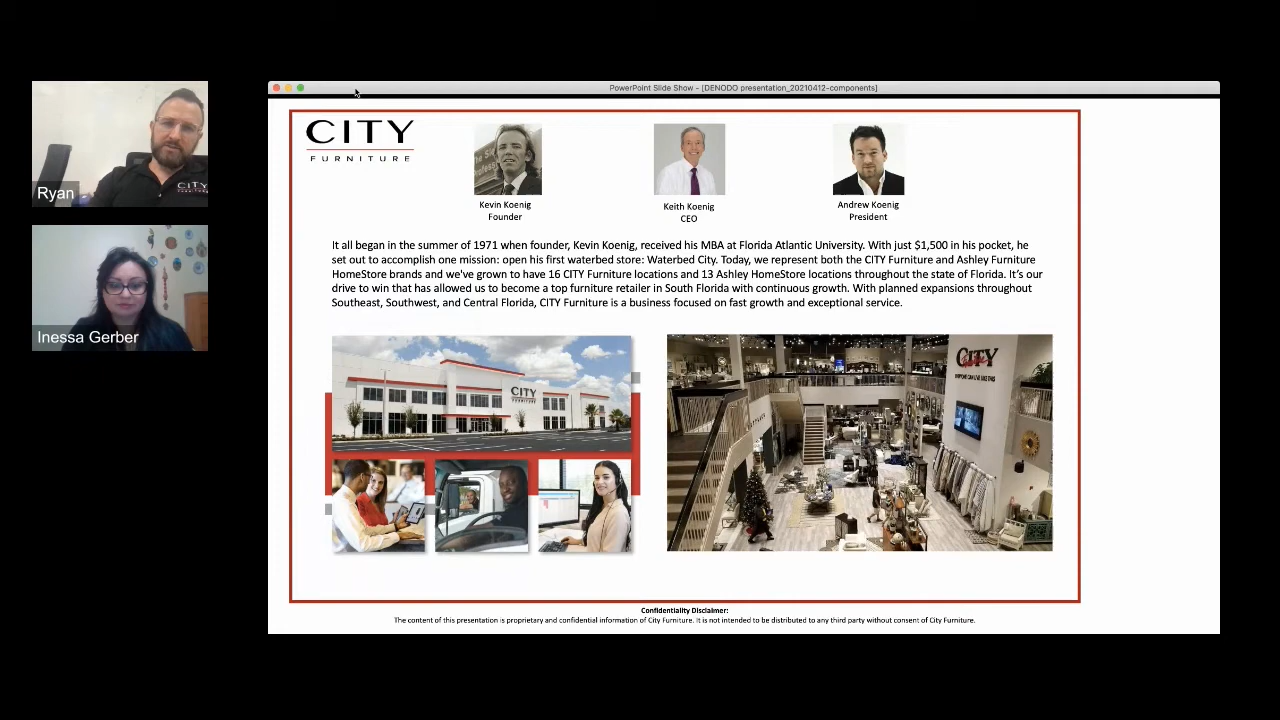 PowerPoint Slide Show - [DENODO presentation_20210412-components]
CITY
FURNITURE
Kevin Koenig
Founder
Keith Koenig
CEO
Andrew Koenig
President
CITY
Ryan
Inessa Gerber
It all began in the summer of 1971 when founder, Kevin Koenig, received his MBA at Florida Atlantic University. With just $1,500 in his pocket, he
set out to accomplish one mission: open his first waterbed store: Waterbed City. Today, we represent both the CITY Furniture and Ashley Furniture
HomeStore brands and we've grown to have 16 CITY Furniture locations and 13 Ashley HomeStore locations throughout the state of Florida. It's our
drive to win that has allowed us to become a top furniture retailer in South Florida with continuous growth. With planned expansions throughout
Southeast, Southwest, and Central Florida, CITY Furniture is a business focused on fast growth and exceptional service.
CITY
FURNITURE
CITY
Confidentiality Disclaimer:
The content of this presentation is proprietary and confidential information of City Furniture. It is not intended to be distributed to any third party without consent of City Furniture.